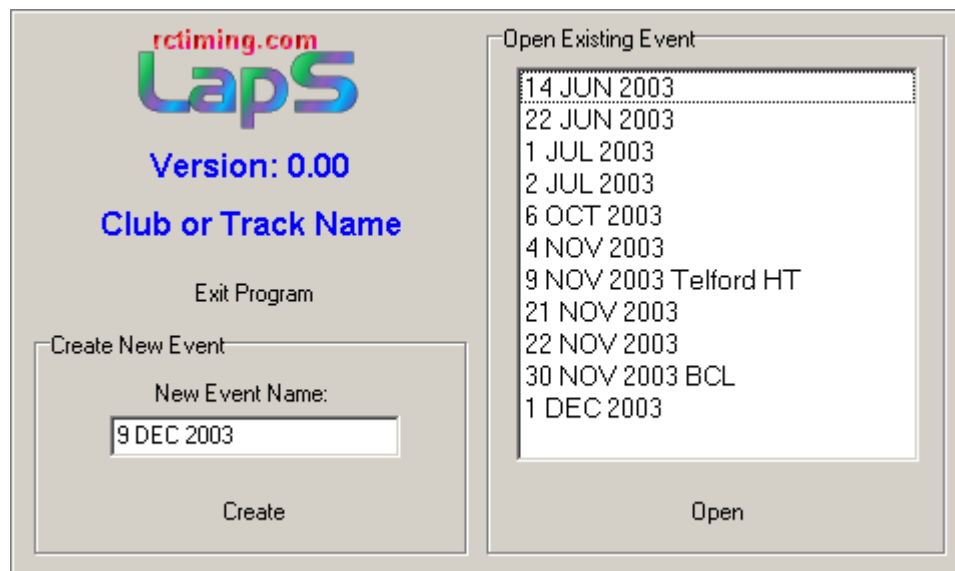 rctiming.com
LapS
Version: 0.00
Club or Track Name
Exit Program
Create New Event
New Event Name:
9 DEC 2003
Create
Open Existing Event
14 JUN 2003
22 JUN 2003
1 JUL 2003
2 JUL 2003
6 OCT 2003
4 NOV 2003
9 NOV 2003 Telford HT
21 NOV 2003
22 NOV 2003
30 NOV 2003 BCL
1 DEC 2003
Open